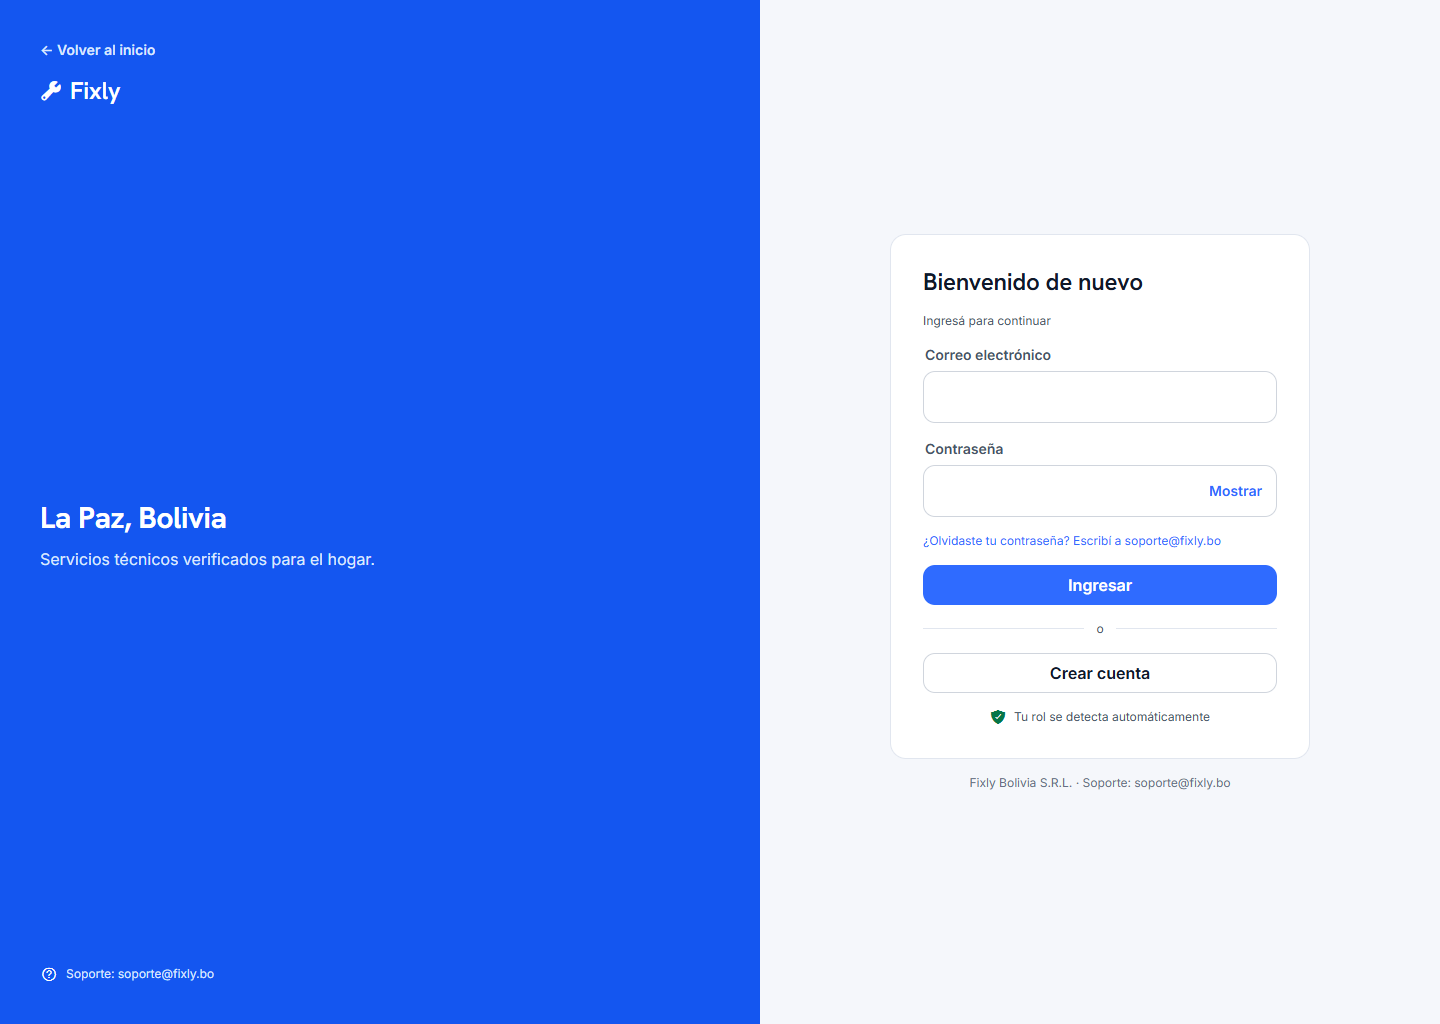 ← Volver al inicio
Fixly
La Paz, Bolivia
Servicios técnicos verificados para el hogar.
Soporte: soporte@fixly.bo
Bienvenido de nuevo
Ingresá para continuar
Correo electrónico
Contraseña
Mostrar
¿Olvidaste tu contraseña? Escribí a soporte@fixly.bo
Ingresar
o
Crear cuenta
Tu rol se detecta automáticamente
Fixly Bolivia S.R.L. · Soporte: soporte@fixly.bo